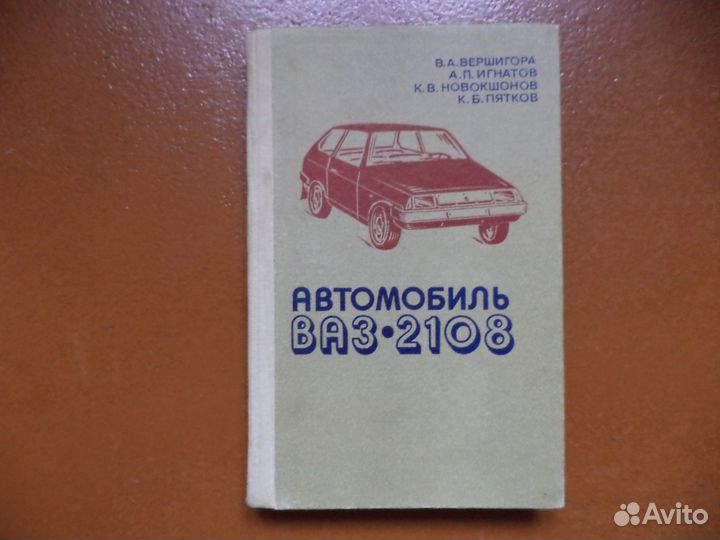 В.А.ВЕРШИГОРА
А.П.ИГНАТОВ
К.В.НОВОКШОНОВ
К.Б.ПЯТКОВ
АВТОМОБИЛЬ
ВАЗ·2108
Avito